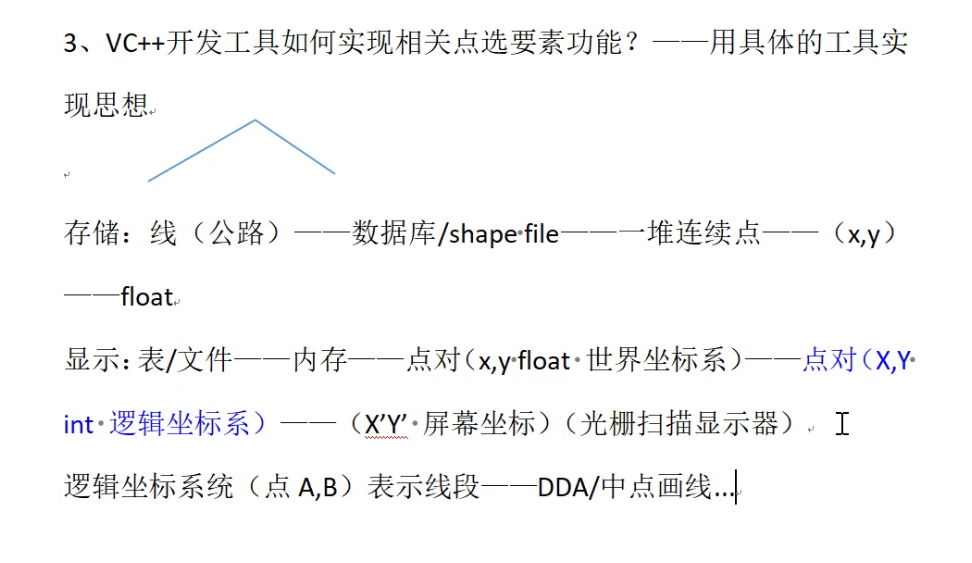 3、VC++开发工具如何实现相关点选要素功能？——用具体的工具实
现思想
存储：线（公路）——数据库/shape file——一堆连续点——（x,y）
——float
显示：表/文件——内存——点对（x,y float 世界坐标系）——点对（X,Y
int 逻辑坐标系）——（X’Y’ 屏幕坐标）（光栅扫描显示器）
逻辑坐标系统（点 A,B）表示线段——DDA/中点画线...